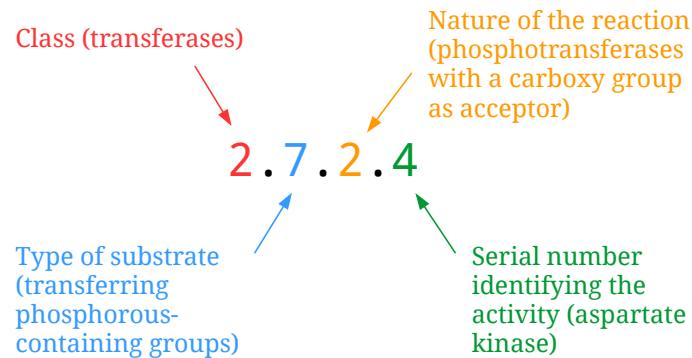 Class (transferases)
Nature of the reaction
(phosphotransferases
with a carboxy group
as acceptor)
2.7.2.4
Type of substrate
(transferring
phosphorous-
containing groups)
Serial number
identifying the
activity (aspartate
kinase)